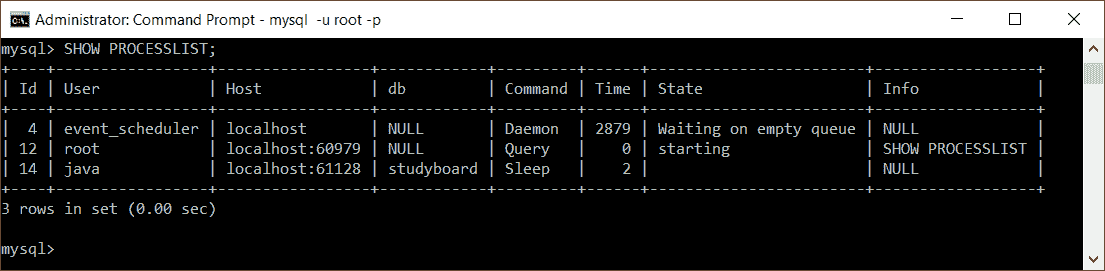 Administrator: Command Prompt - mysql  -u root -p
mysql> SHOW PROCESSLIST;
+----+-----------------+-----------------+------------+---------+------+------------------------+------------------+
| Id | User            | Host            | db         | Command | Time | State                  | Info             |
+----+-----------------+-----------------+------------+---------+------+------------------------+------------------+
|  4 | event_scheduler | localhost       | NULL       | Daemon  | 2879 | Waiting on empty queue | NULL             |
| 12 | root            | localhost:60979 | NULL       | Query   |    0 | starting               | SHOW PROCESSLIST |
| 14 | java            | localhost:61128 | studyboard | Sleep   |    2 |                        | NULL             |
+----+-----------------+-----------------+------------+---------+------+------------------------+------------------+
3 rows in set (0.00 sec)
mysql>